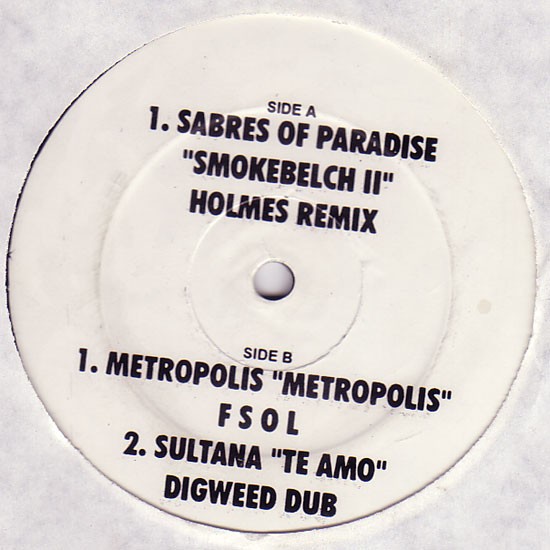 SIDE A
1. SABRES OF PARADISE
"SMOKEBELCH II"
HOLMES REMIX
SIDE B
1. METROPOLIS "METROPOLIS"
F S O L
2. SULTANA "TE AMO"
DIGWEED DUB